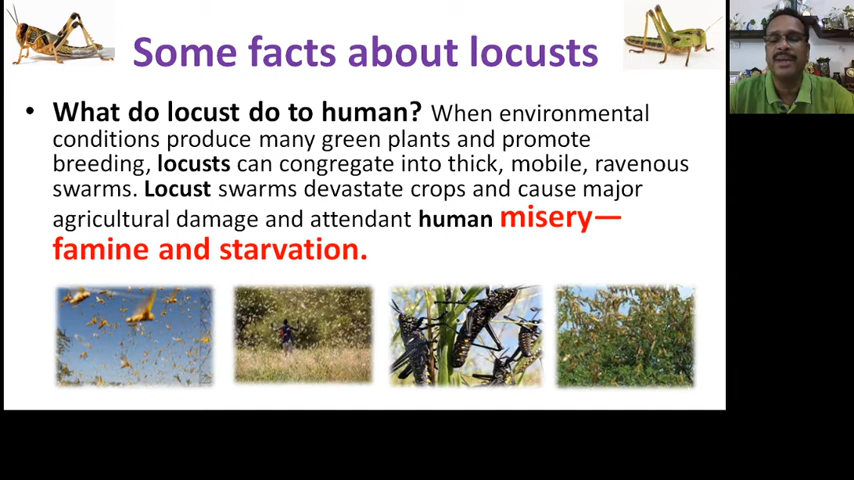 Some facts about locusts
• What do locust do to human? When environmental
conditions produce many green plants and promote
breeding, locusts can congregate into thick, mobile, ravenous
swarms. Locust swarms devastate crops and cause major
agricultural damage and attendant human misery—
famine and starvation.